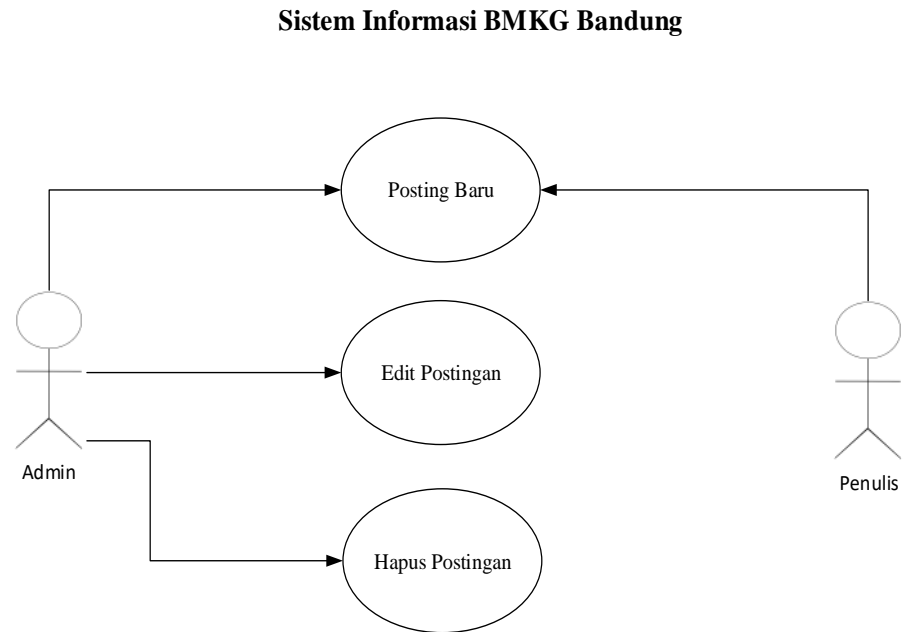 Sistem Informasi BMKG Bandung
Posting Baru
Edit Postingan
Admin
Penulis
Hapus Postingan